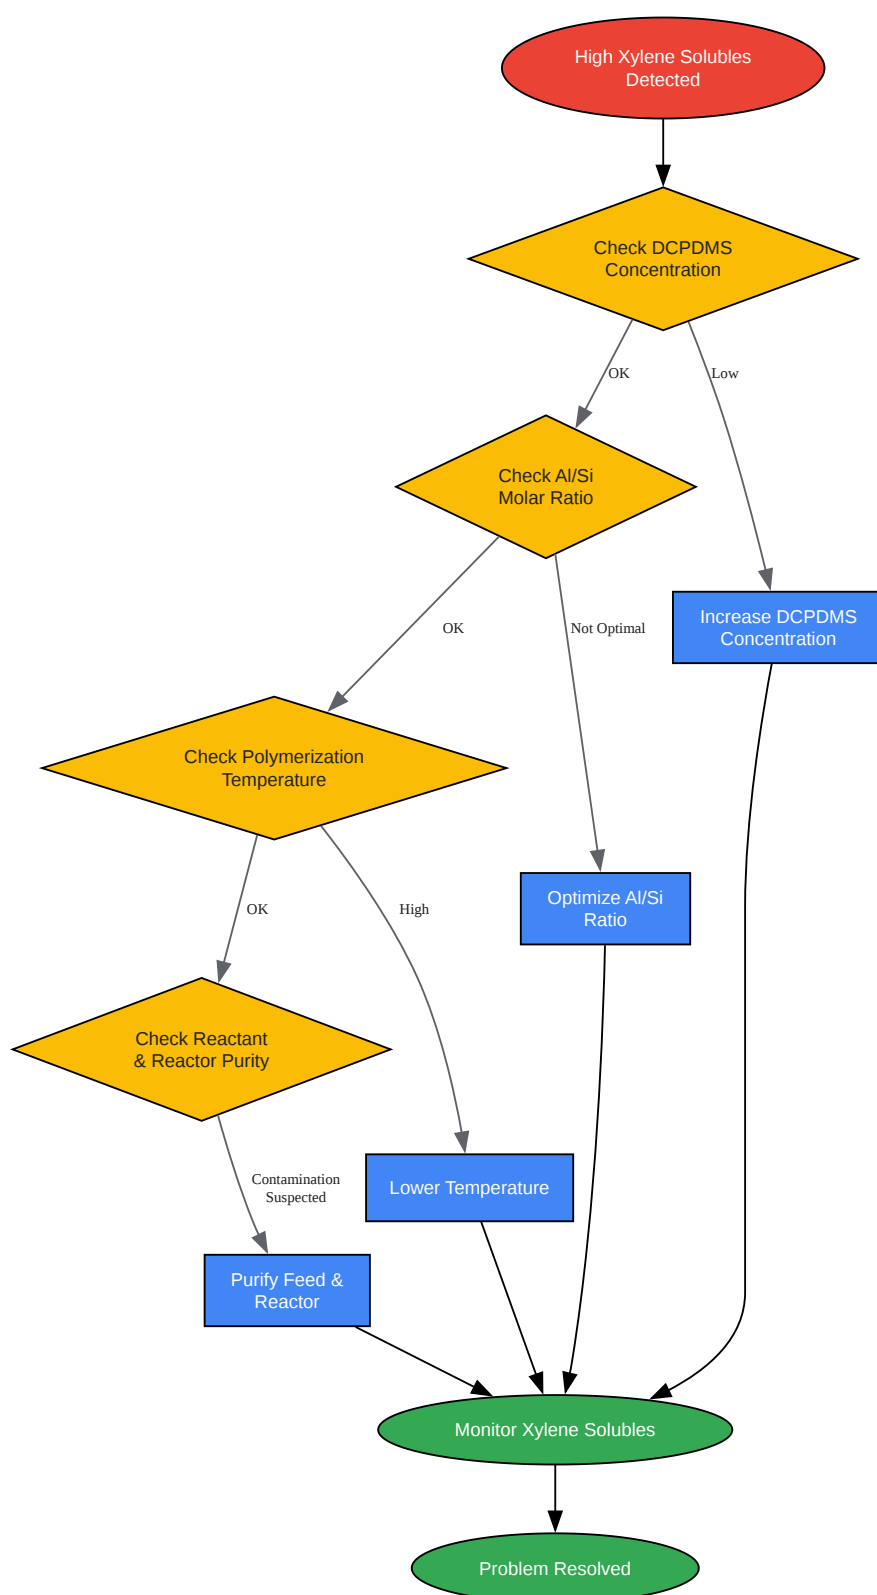 High Xylene Solubles
Detected
Check DCPDMS
Concentration
OK
Low
Check Al/Si
Molar Ratio
OK
Not Optimal
Increase DCPDMS
Concentration
Check Polymerization
Temperature
OK
High
Optimize Al/Si
Ratio
Check Reactant
& Reactor Purity
Contamination
Suspected
Lower Temperature
Purify Feed &
Reactor
Monitor Xylene Solubles
Problem Resolved